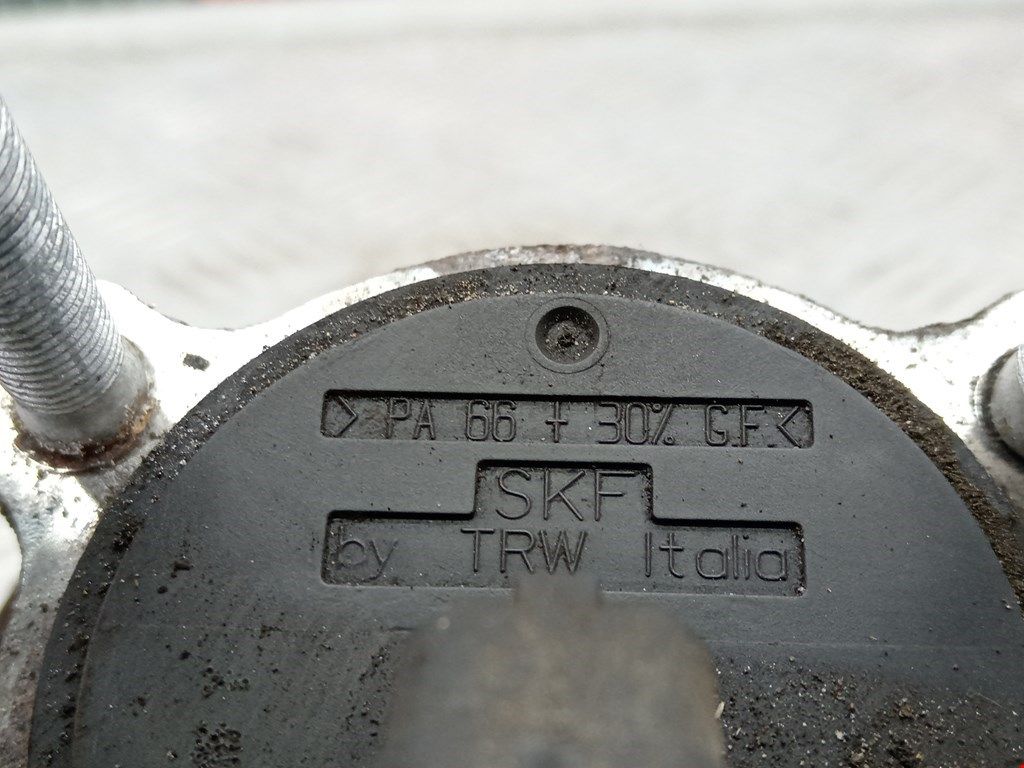 > PA 66 + 30% G.F.<
SKF
by TRW Italia